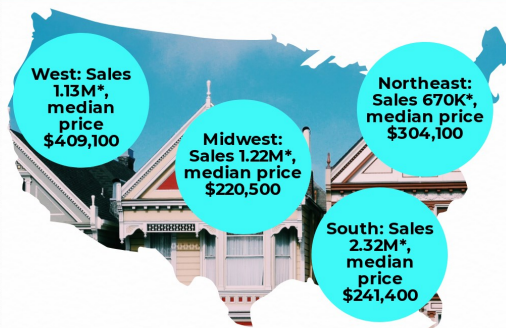 West: Sales
1.13M*,
median
price
$409,100
Northeast:
Sales 670K*,
median price
$304,100
Midwest:
Sales 1.22M*,
median price
$220,500
South: Sales
2.32M*,
median
price
$241,400